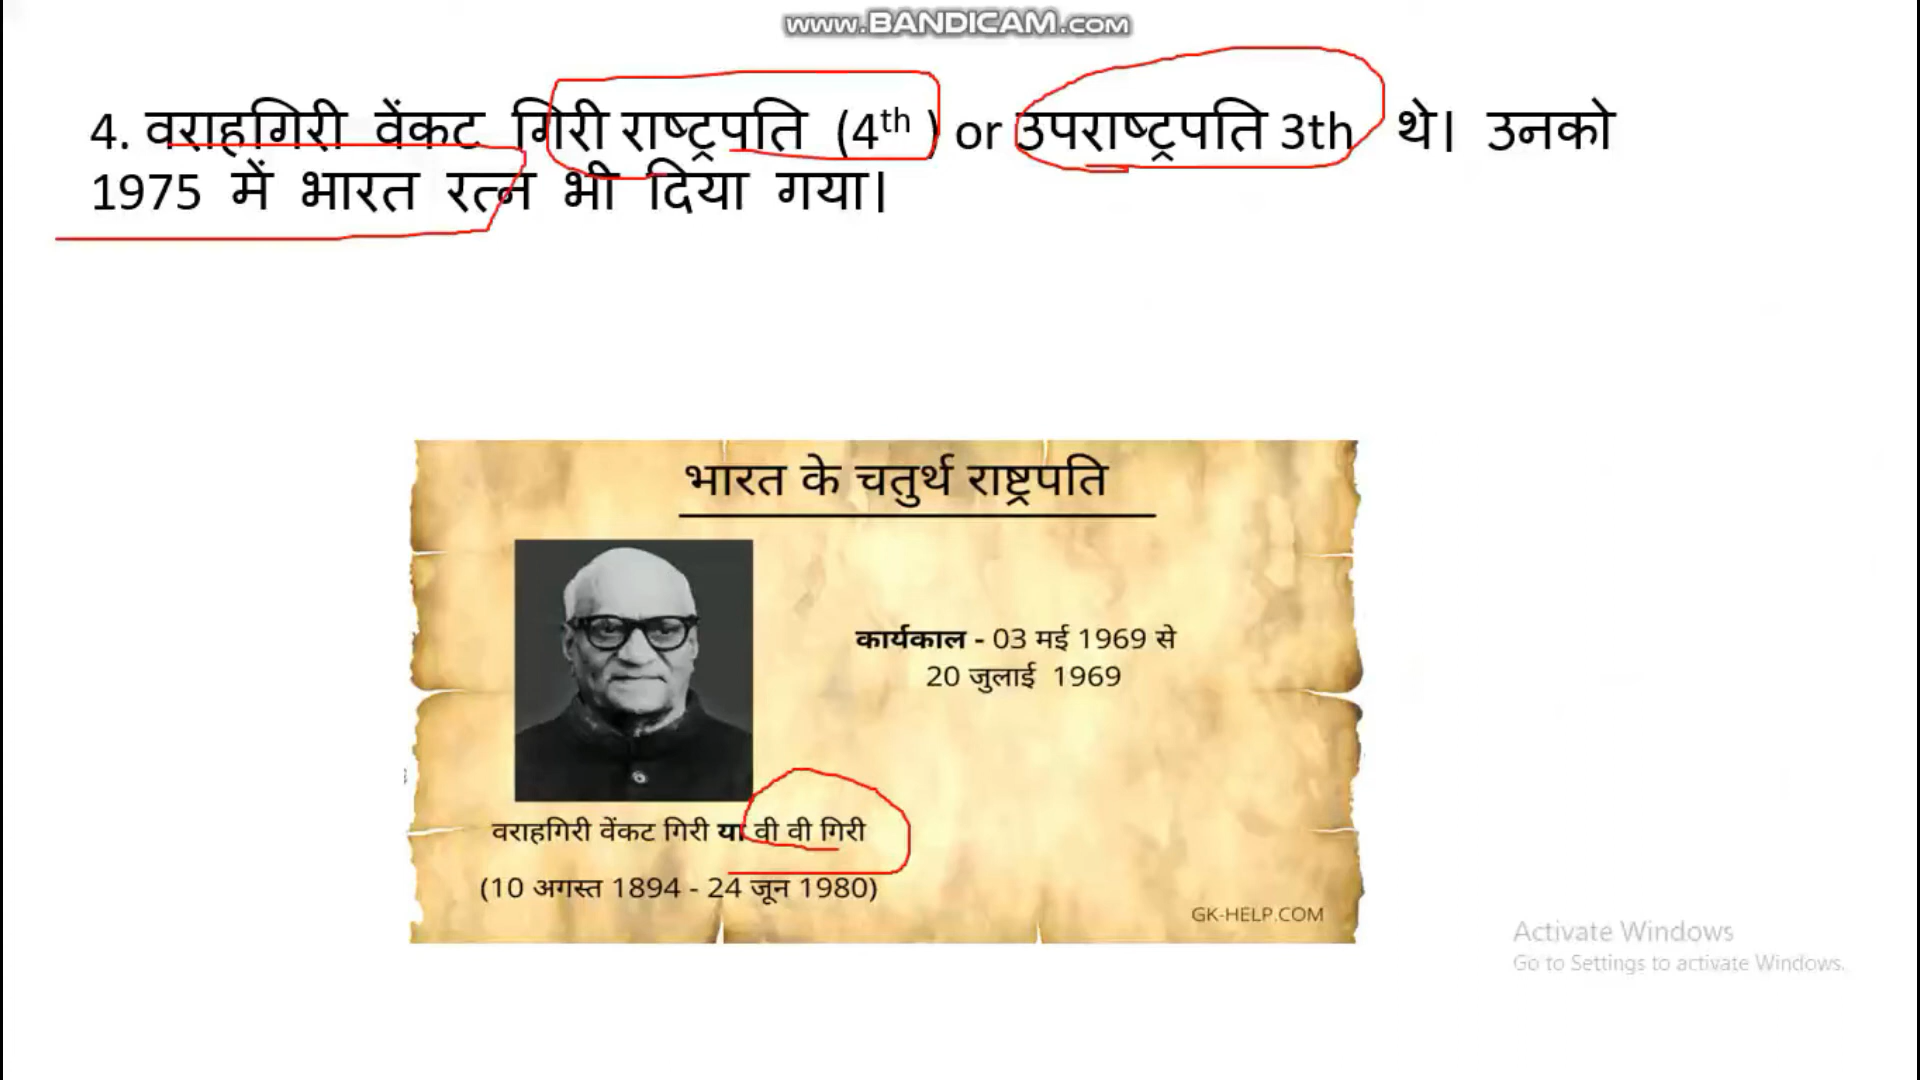 www.BANDICAM.com
4. वराहगिरी वेंकट गिरी राष्ट्रपति (4th ) or उपराष्ट्रपति 3th थे। उनको
1975 में भारत रत्न भी दिया गया।
भारत के चतुर्थ राष्ट्रपति
कार्यकाल - 03 मई 1969 से
20 जुलाई 1969
वराहगिरी वेंकट गिरी या वी वी गिरी
(10 अगस्त 1894 - 24 जून 1980)
GK-HELP.COM
Activate Windows
Go to Settings to activate Windows.